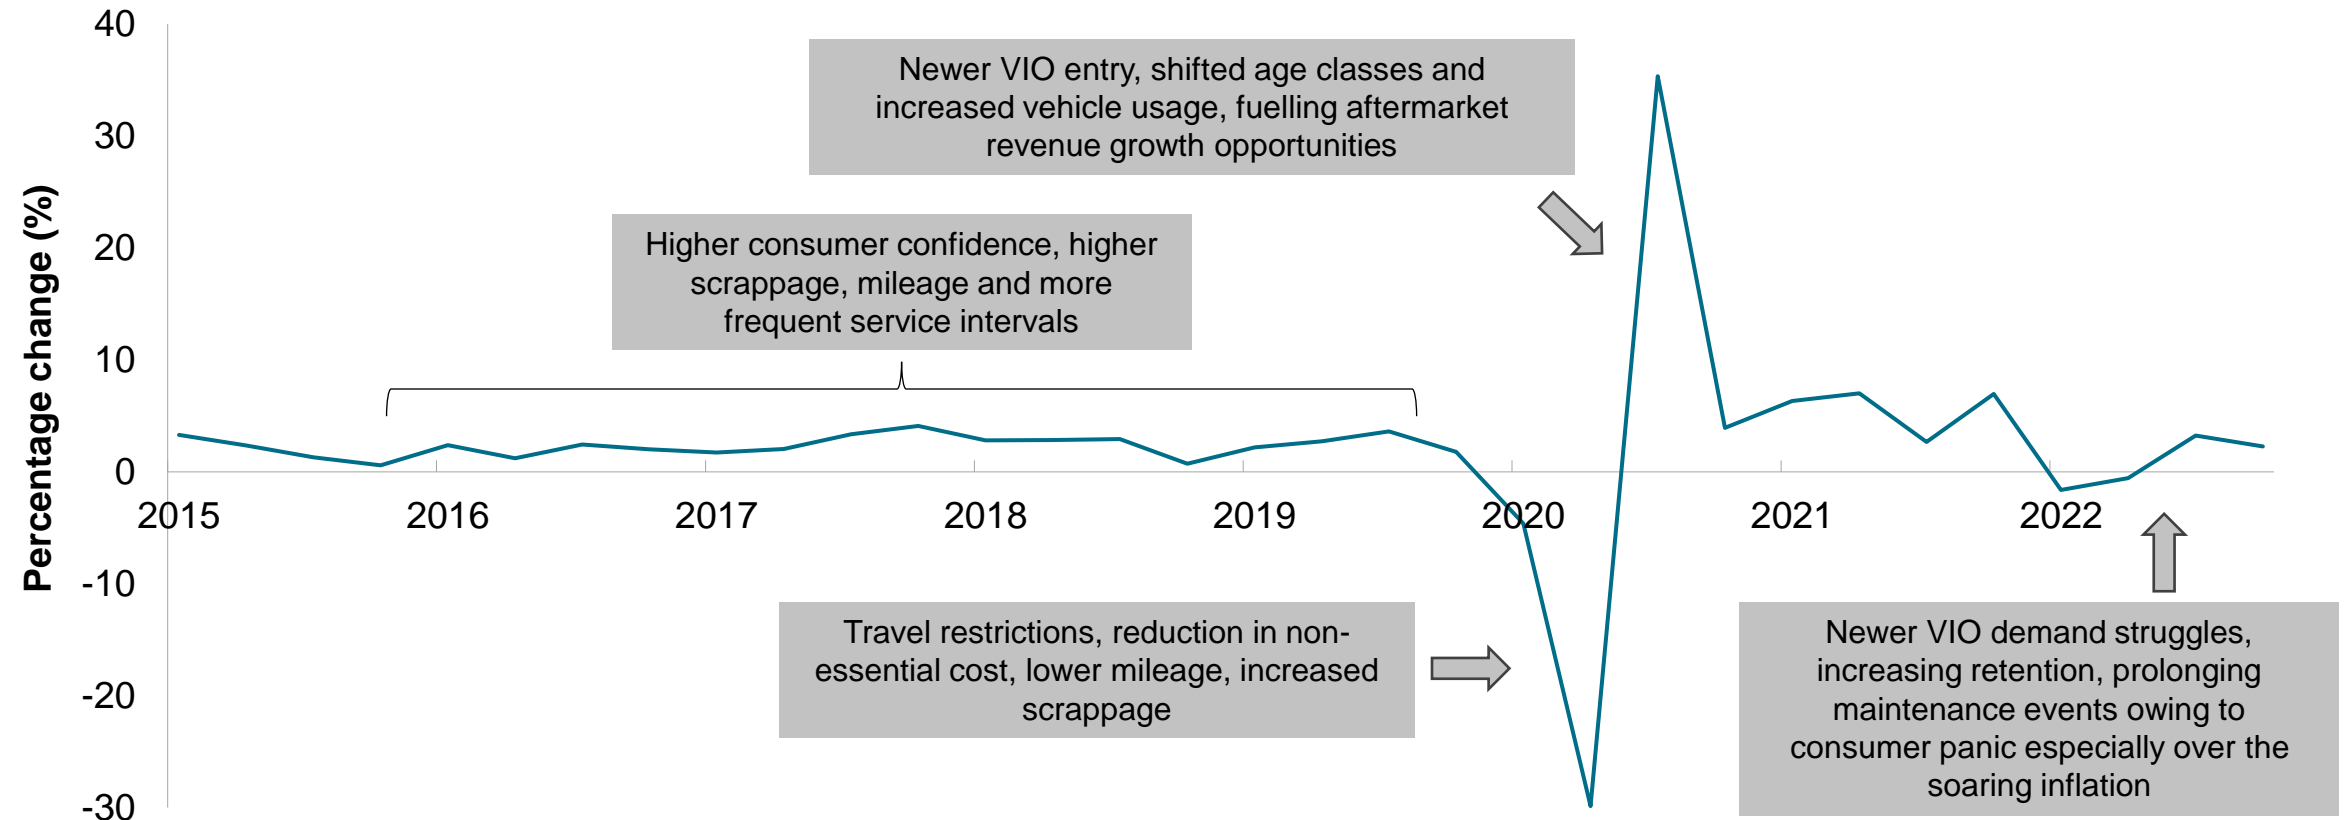 Percentage change (%)
40
30
20
10
0
-10
-20
-30
Newer VIO entry, shifted age classes and
increased vehicle usage, fuelling aftermarket
revenue growth opportunities
Higher consumer confidence, higher
scrappage, mileage and more
frequent service intervals
2015
2016
2017
2018
2019
2020
2021
2022
Travel restrictions, reduction in non-
essential cost, lower mileage, increased
scrappage
Newer VIO demand struggles,
increasing retention, prolonging
maintenance events owing to
consumer panic especially over the
soaring inflation